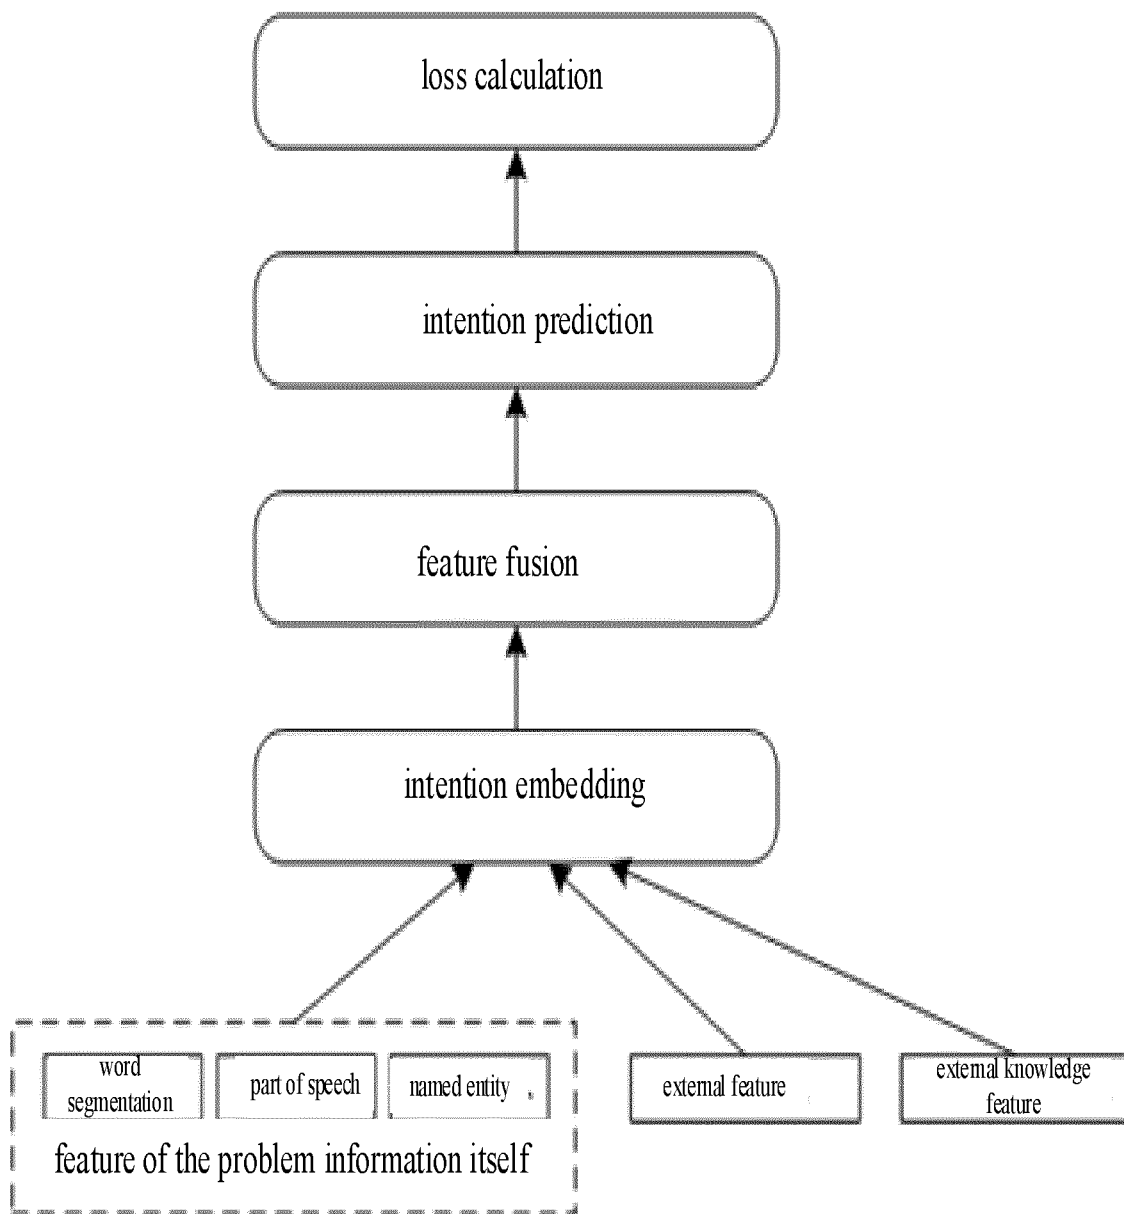 loss calculation
intention prediction
feature fusion
intention embedding
word
segmentation
part of speech
named entity
feature of the problem information itself
external feature
external knowledge
feature